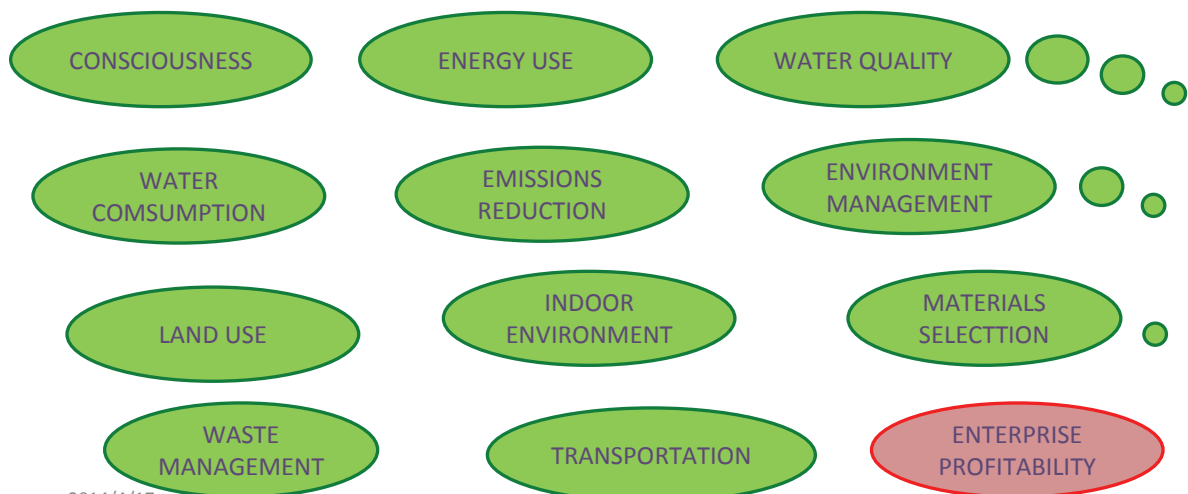 CONSCIOUSNESS
ENERGY USE
WATER QUALITY
WATER
COMSUMPTION
EMISSIONS
REDUCTION
ENVIRONMENT
MANAGEMENT
LAND USE
INDOOR
ENVIRONMENT
MATERIALS
SELECTTION
WASTE
MANAGEMENT
TRANSPORTATION
ENTERPRISE
PROFITABILITY